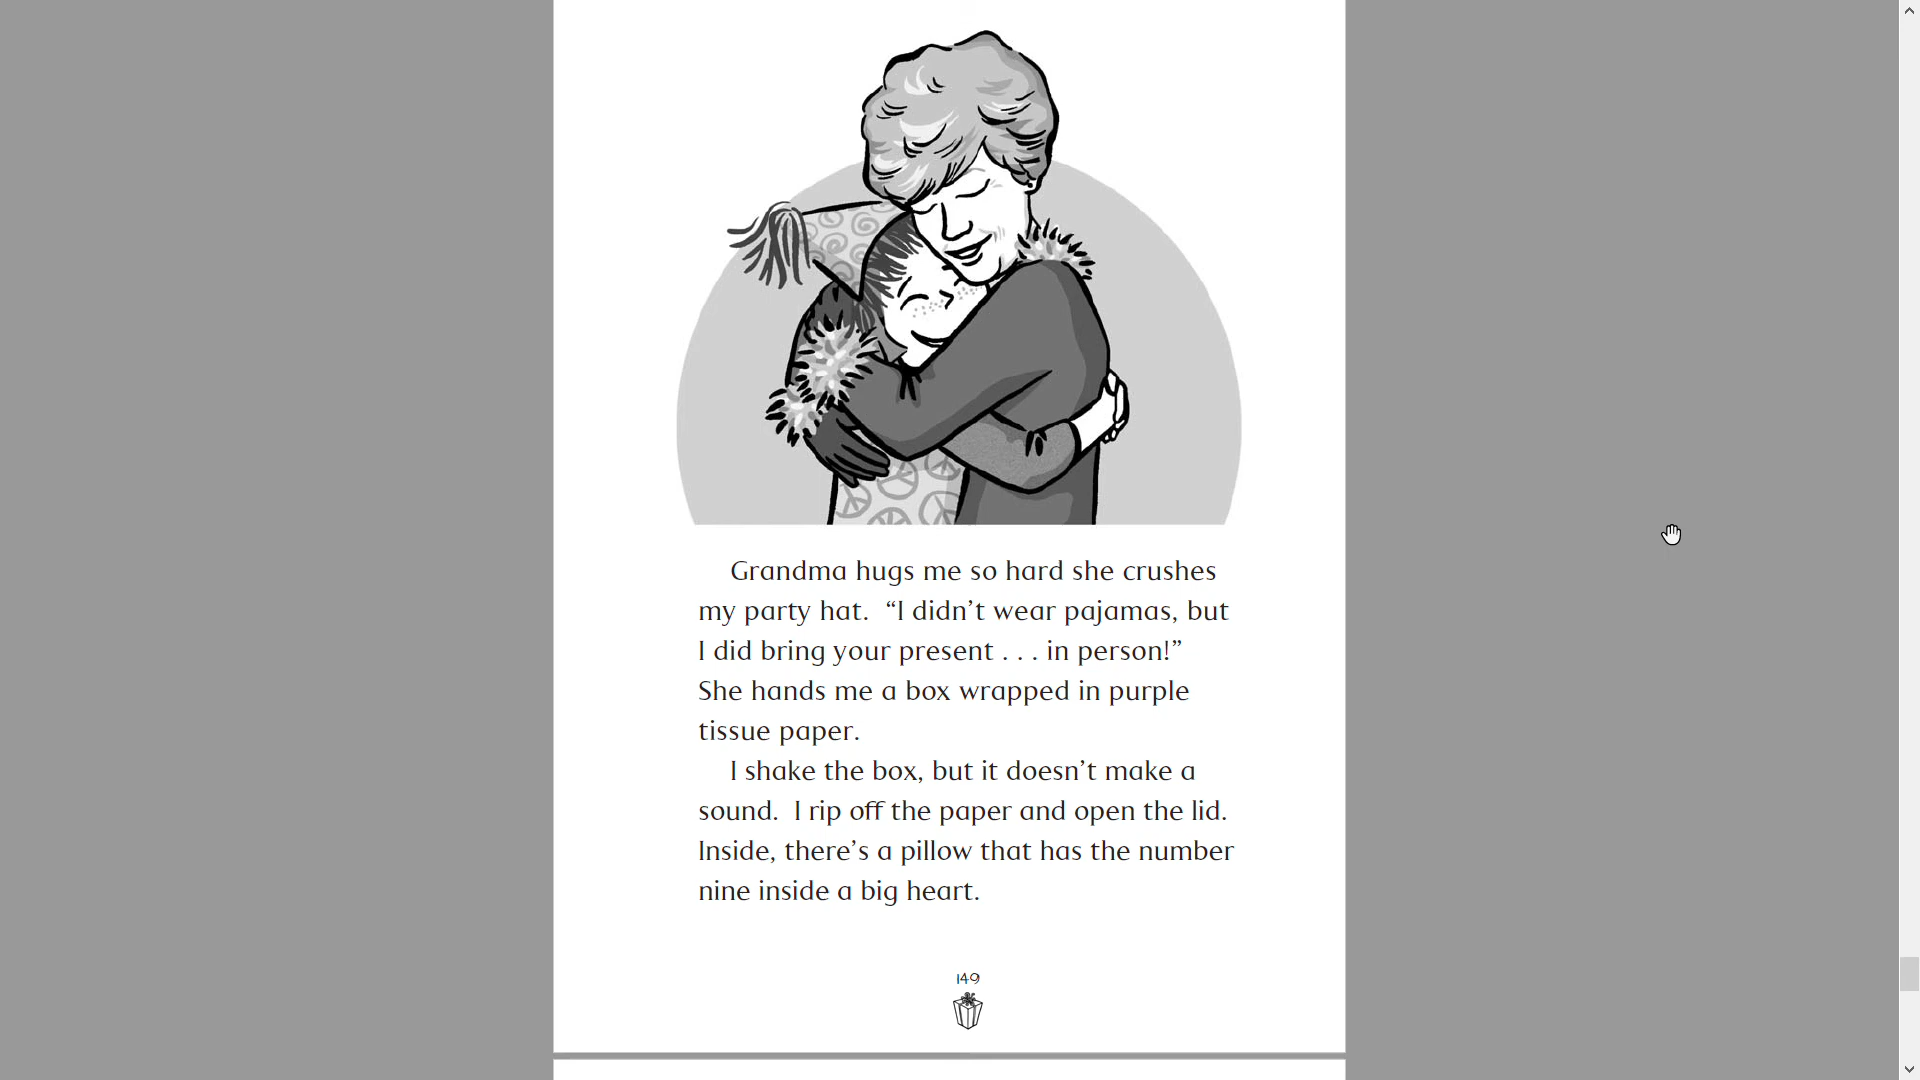 Grandma hugs me so hard she crushes
my party hat.  “I didn’t wear pajamas, but
I did bring your present . . . in person!”
She hands me a box wrapped in purple
tissue paper.
I shake the box, but it doesn’t make a
sound.  I rip off the paper and open the lid.
Inside, there’s a pillow that has the number
nine inside a big heart.
149